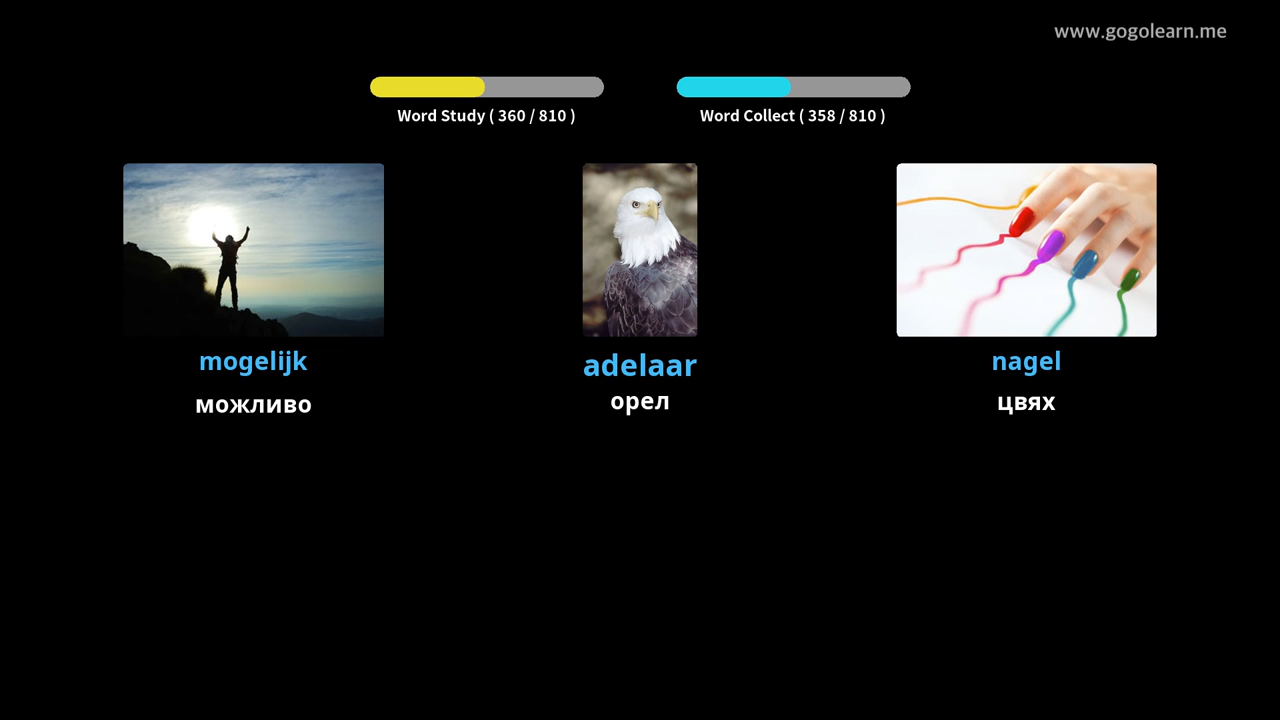 www.gogolearn.me
Word Study ( 360 / 810 )
Word Collect ( 358 / 810 )
mogelijk
можливо
adelaar
орел
nagel
цвях